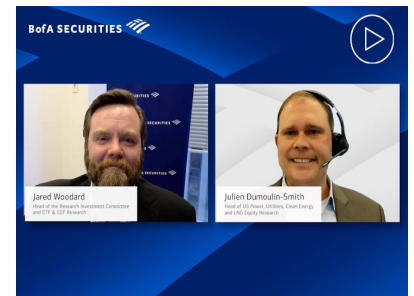 BofA SECURITIES
Jared Woodard
Head of the Research Investment Committee
and ETF & CEF Research
Julien Dumoulin-Smith
Head of US Power, Utilities, Clean Energy
and LNG Equity Research